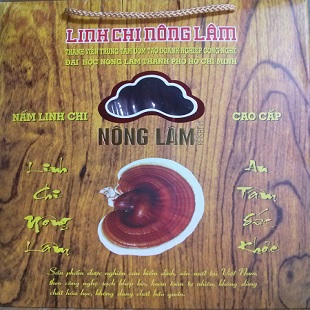 LINH CHI NÔNG LÂM
THÀNH VIÊN TRUNG TÂM ƯƠM TẠO DOANH NGHIỆP CÔNG NGHỆ
ĐẠI HỌC NÔNG LÂM THÀNH PHỐ HỒ CHÍ MINH
NẤM LINH CHI
CAO CẤP
NÔNG LÂM
Linh
Chi
Nông
Lâm
An
Tâm
Sức
Khỏe
Sản phẩm được nghiên cứu kiểm định, sản xuất tại Việt Nam,
theo công nghệ sạch khép kín, hoàn toàn tự nhiên, không dùng
chất hóa học, không dùng chất bảo quản.